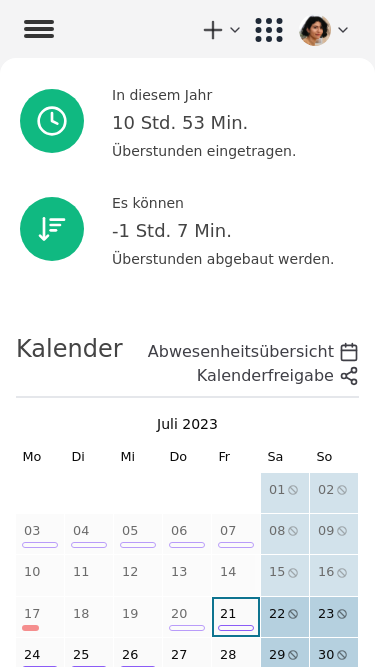 In diesem Jahr
10 Std. 53 Min.
Überstunden eingetragen.
Es können
-1 Std. 7 Min.
Überstunden abgebaut werden.
Kalender
Abwesenheitsübersicht
Kalenderfreigabe
Juli 2023
Mo Di Mi Do Fr Sa So
01 02
03 04 05 06 07 08 09
10 11 12 13 14 15 16
17 18 19 20 21 22 23
24 25 26 27 28 29 30